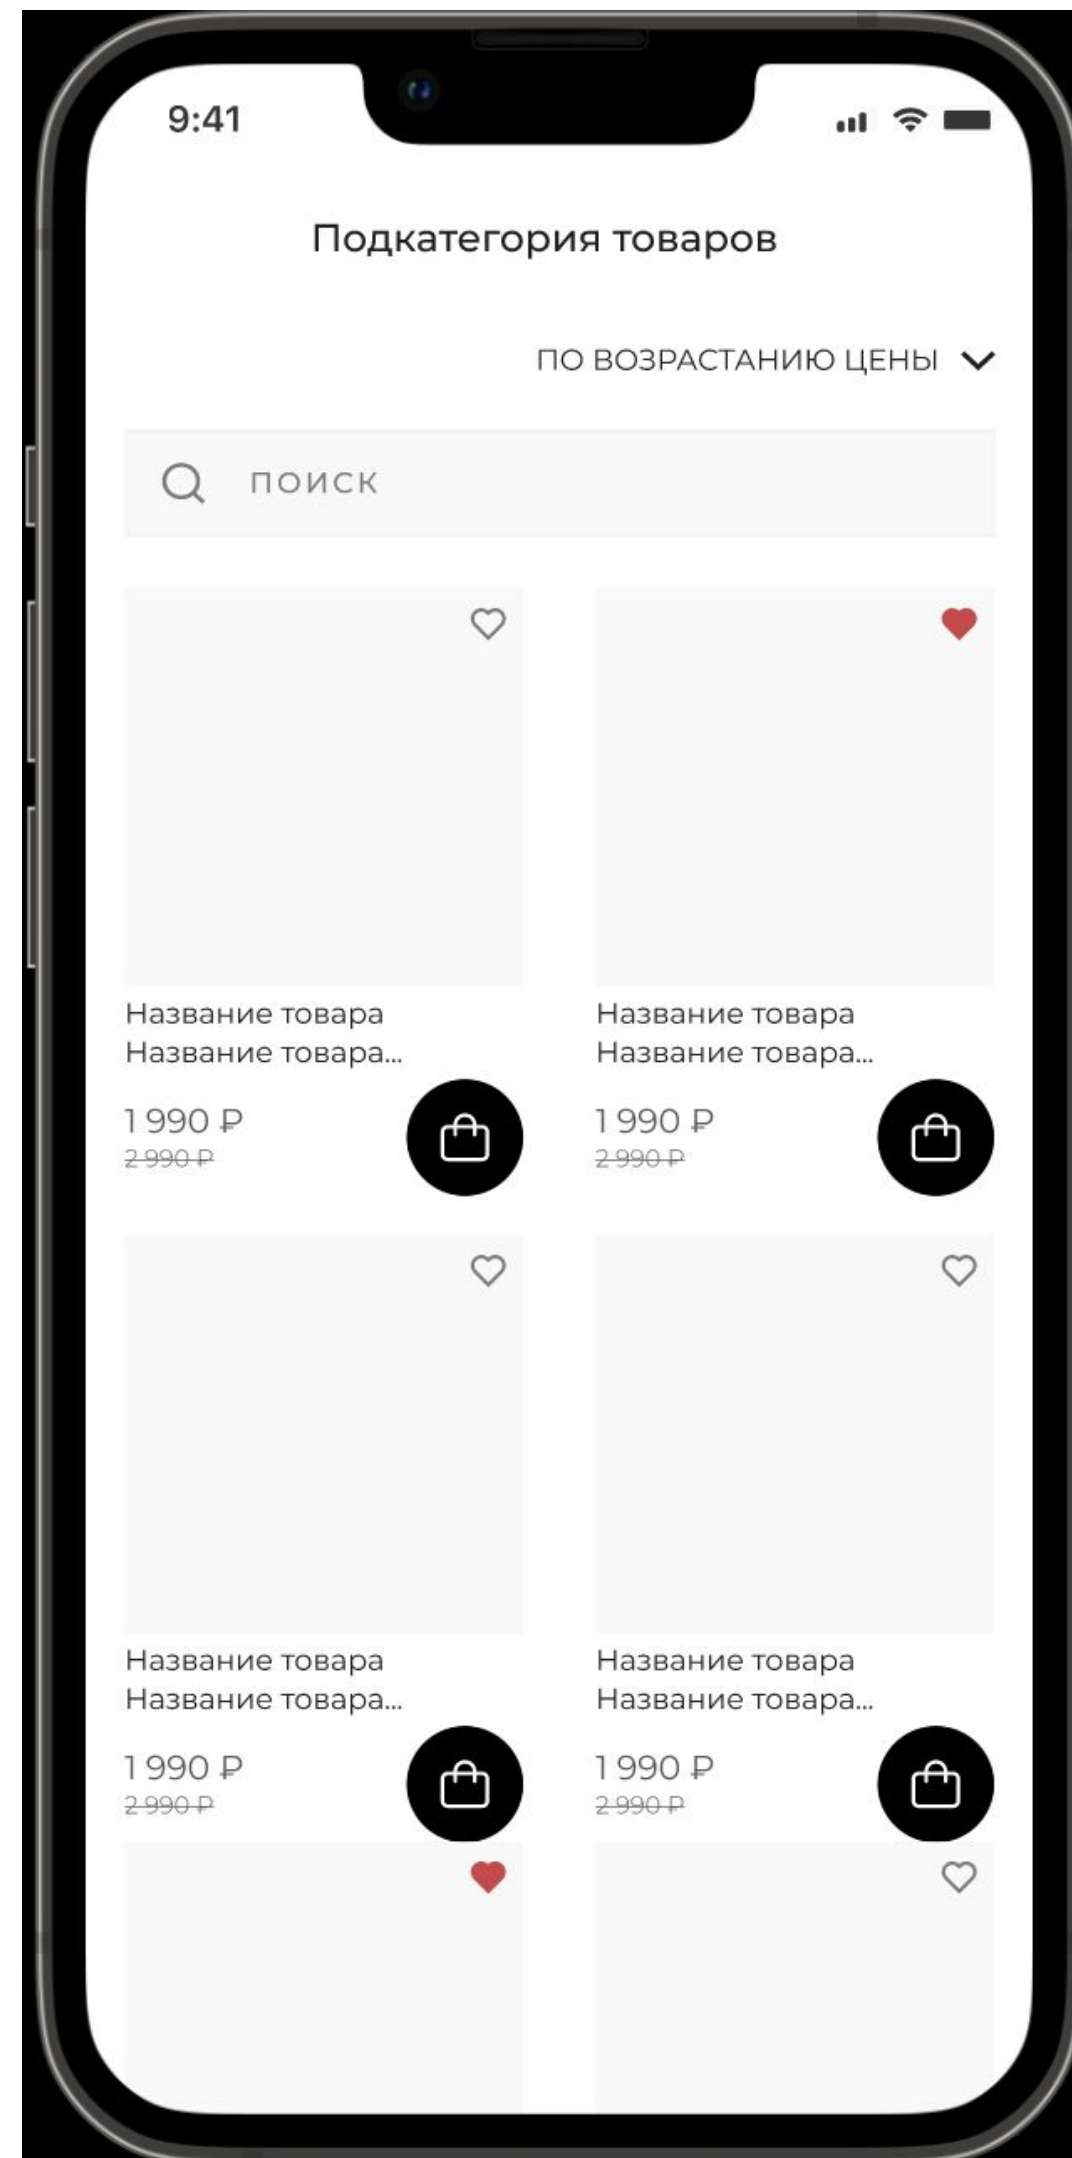 9:41
Подкатегория товаров
ПО ВОЗРАСТАНИЮ ЦЕНЫ
ПОИСК
Название товара
Название товара...
1 990 ₽
2 990 ₽
Название товара
Название товара...
1 990 ₽
2 990 ₽
Название товара
Название товара...
1 990 ₽
2 990 ₽
Название товара
Название товара...
1 990 ₽
2 990 ₽